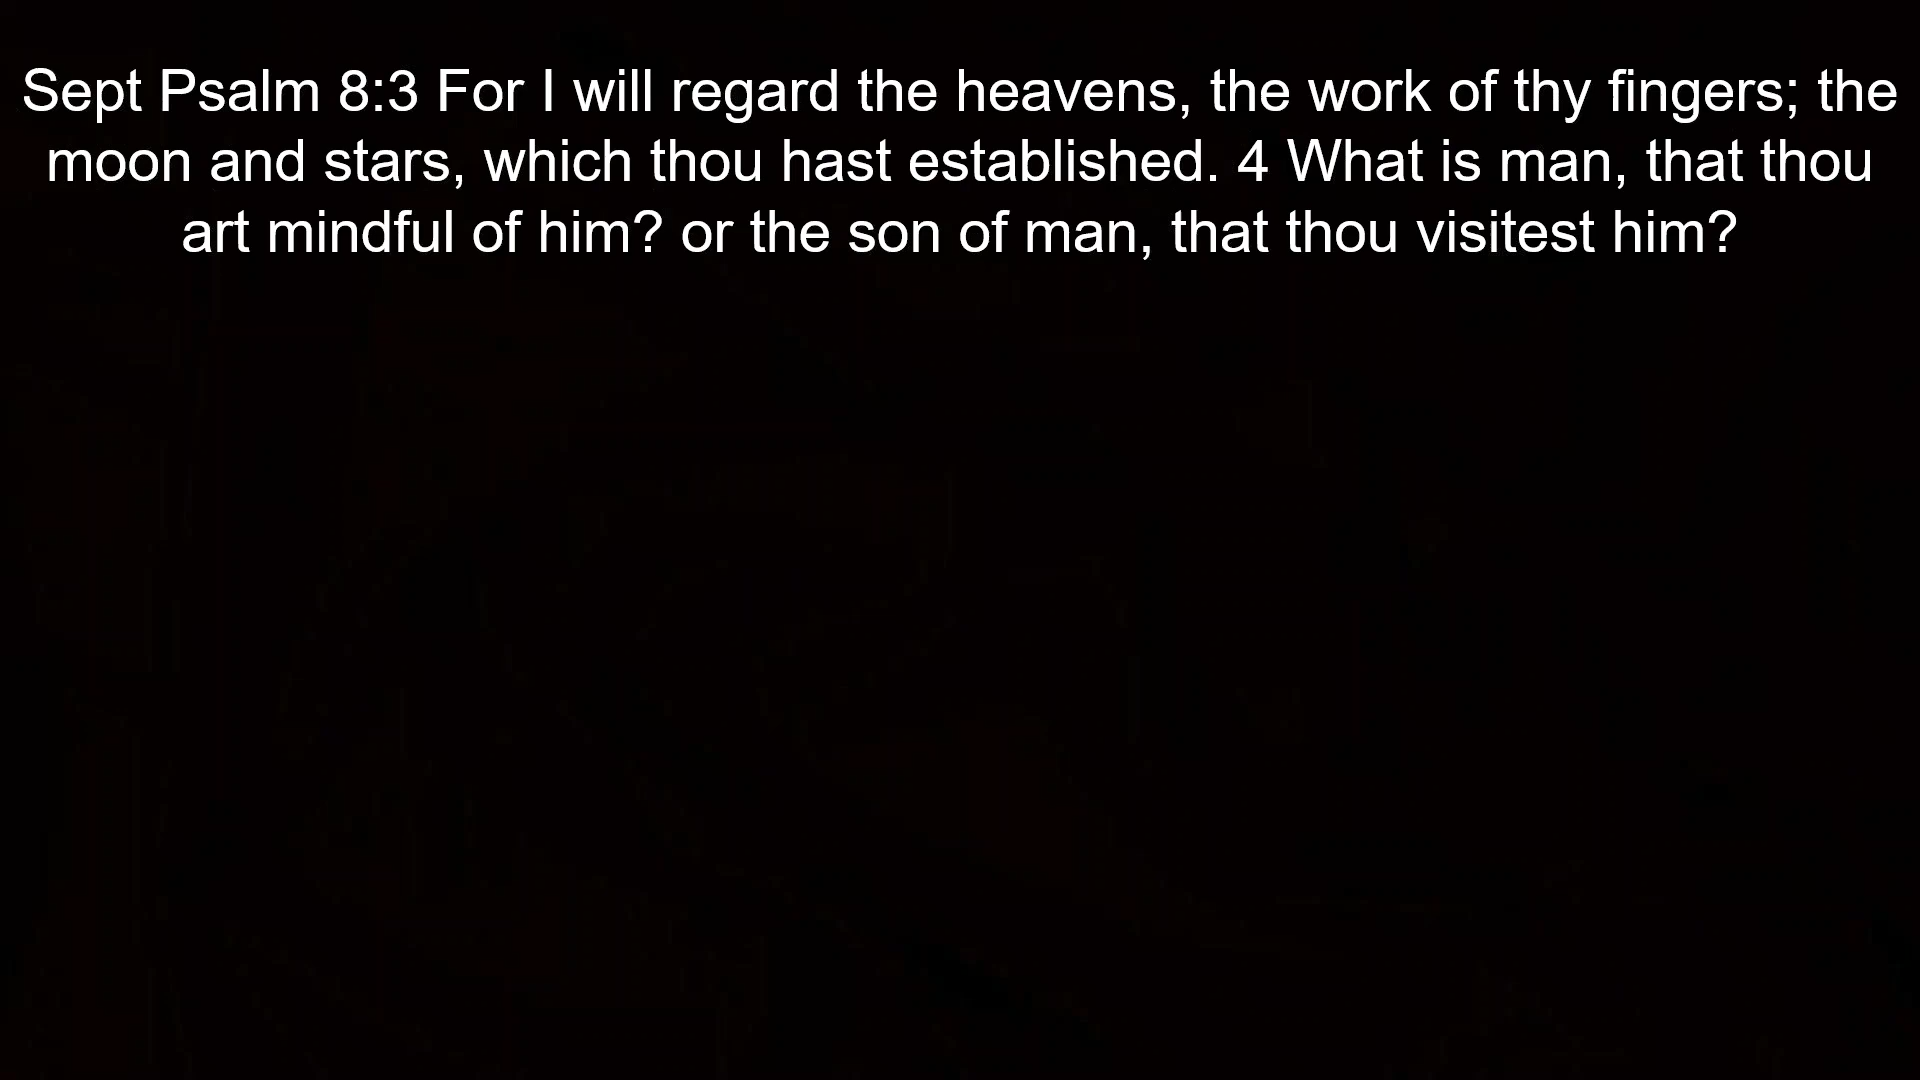 Sept Psalm 8:3 For I will regard the heavens, the work of thy fingers; the
moon and stars, which thou hast established. 4 What is man, that thou
art mindful of him? or the son of man, that thou visitest him?